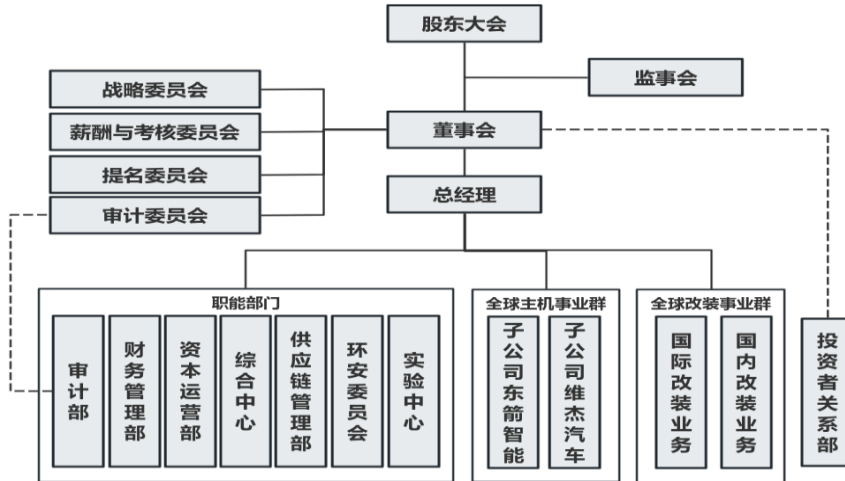 股东大会
监事会
战略委员会
薪酬与考核委员会
提名委员会
审计委员会
董事会
总经理
职能部门
审计部
财务管理部
资本运营部
综合中心
供应链管理部
环安委员会
实验中心
全球主机事业群
子公司东箭智能
子公司维杰汽车
全球改装事业群
国际改装业务
国内改装业务
投资者关系部